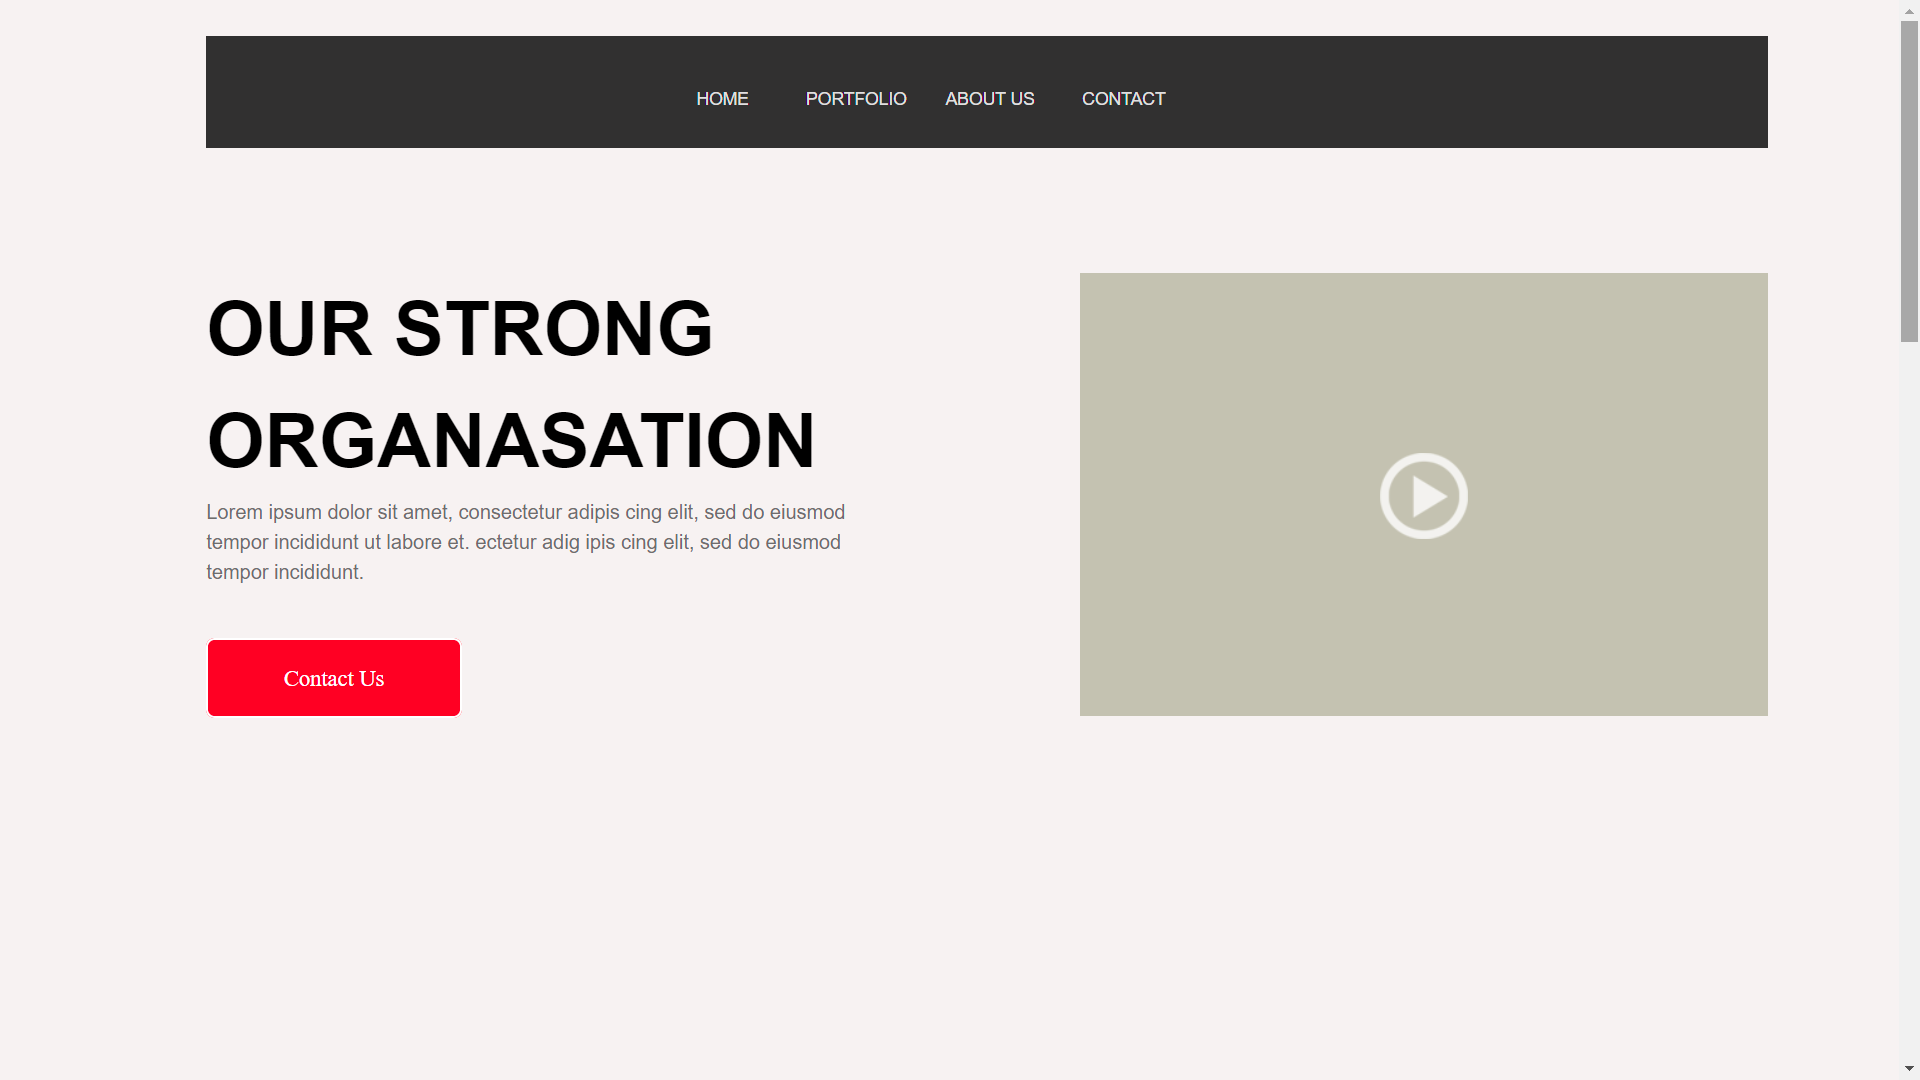 HOME PORTFOLIO ABOUT US CONTACT
OUR STRONG
ORGANASATION
Lorem ipsum dolor sit amet, consectetur adipis cing elit, sed do eiusmod
tempor incididunt ut labore et. ectetur adig ipis cing elit, sed do eiusmod
tempor incididunt.
Contact Us